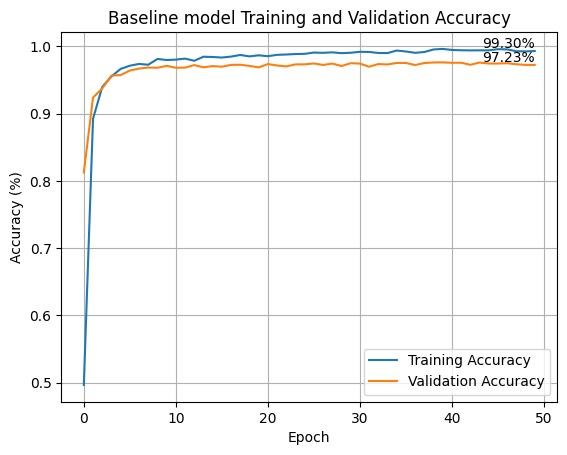 Baseline model Training and Validation Accuracy
Accuracy (%)
1.0
0.9
0.8
0.7
0.6
0.5
99.30%
97.23%
Training Accuracy
Validation Accuracy
0
10
20
30
40
50
Epoch